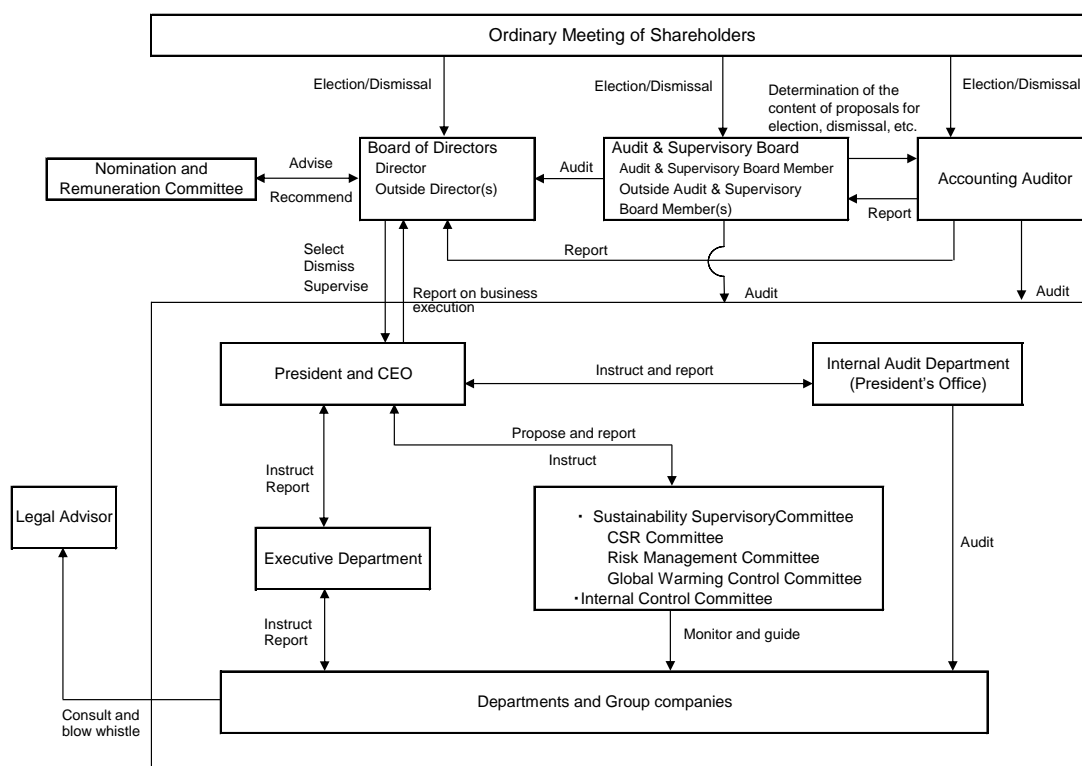 Ordinary Meeting of Shareholders
Election/Dismissal
Election/Dismissal
Election/Dismissal
Determination of the
content of proposals for
election, dismissal, etc.
Nomination and
Remuneration Committee
Advise
Recommend
Board of Directors
Director
Outside Director(s)
Audit
Audit & Supervisory Board
Audit & Supervisory Board Member
Outside Audit & Supervisory
Board Member(s)
Report
Accounting Auditor
Report
Select
Dismiss
Supervise
Report on business
execution
Audit
Audit
President and CEO
Instruct and report
Internal Audit Department
(President's Office)
Propose and report
Instruct
Instruct
Report
Legal Advisor
Executive Department
・ Sustainability SupervisoryCommittee
CSR Committee
Risk Management Committee
Global Warming Control Committee
・Internal Control Committee
Audit
Instruct
Report
Monitor and guide
Departments and Group companies
Consult and
blow whistle